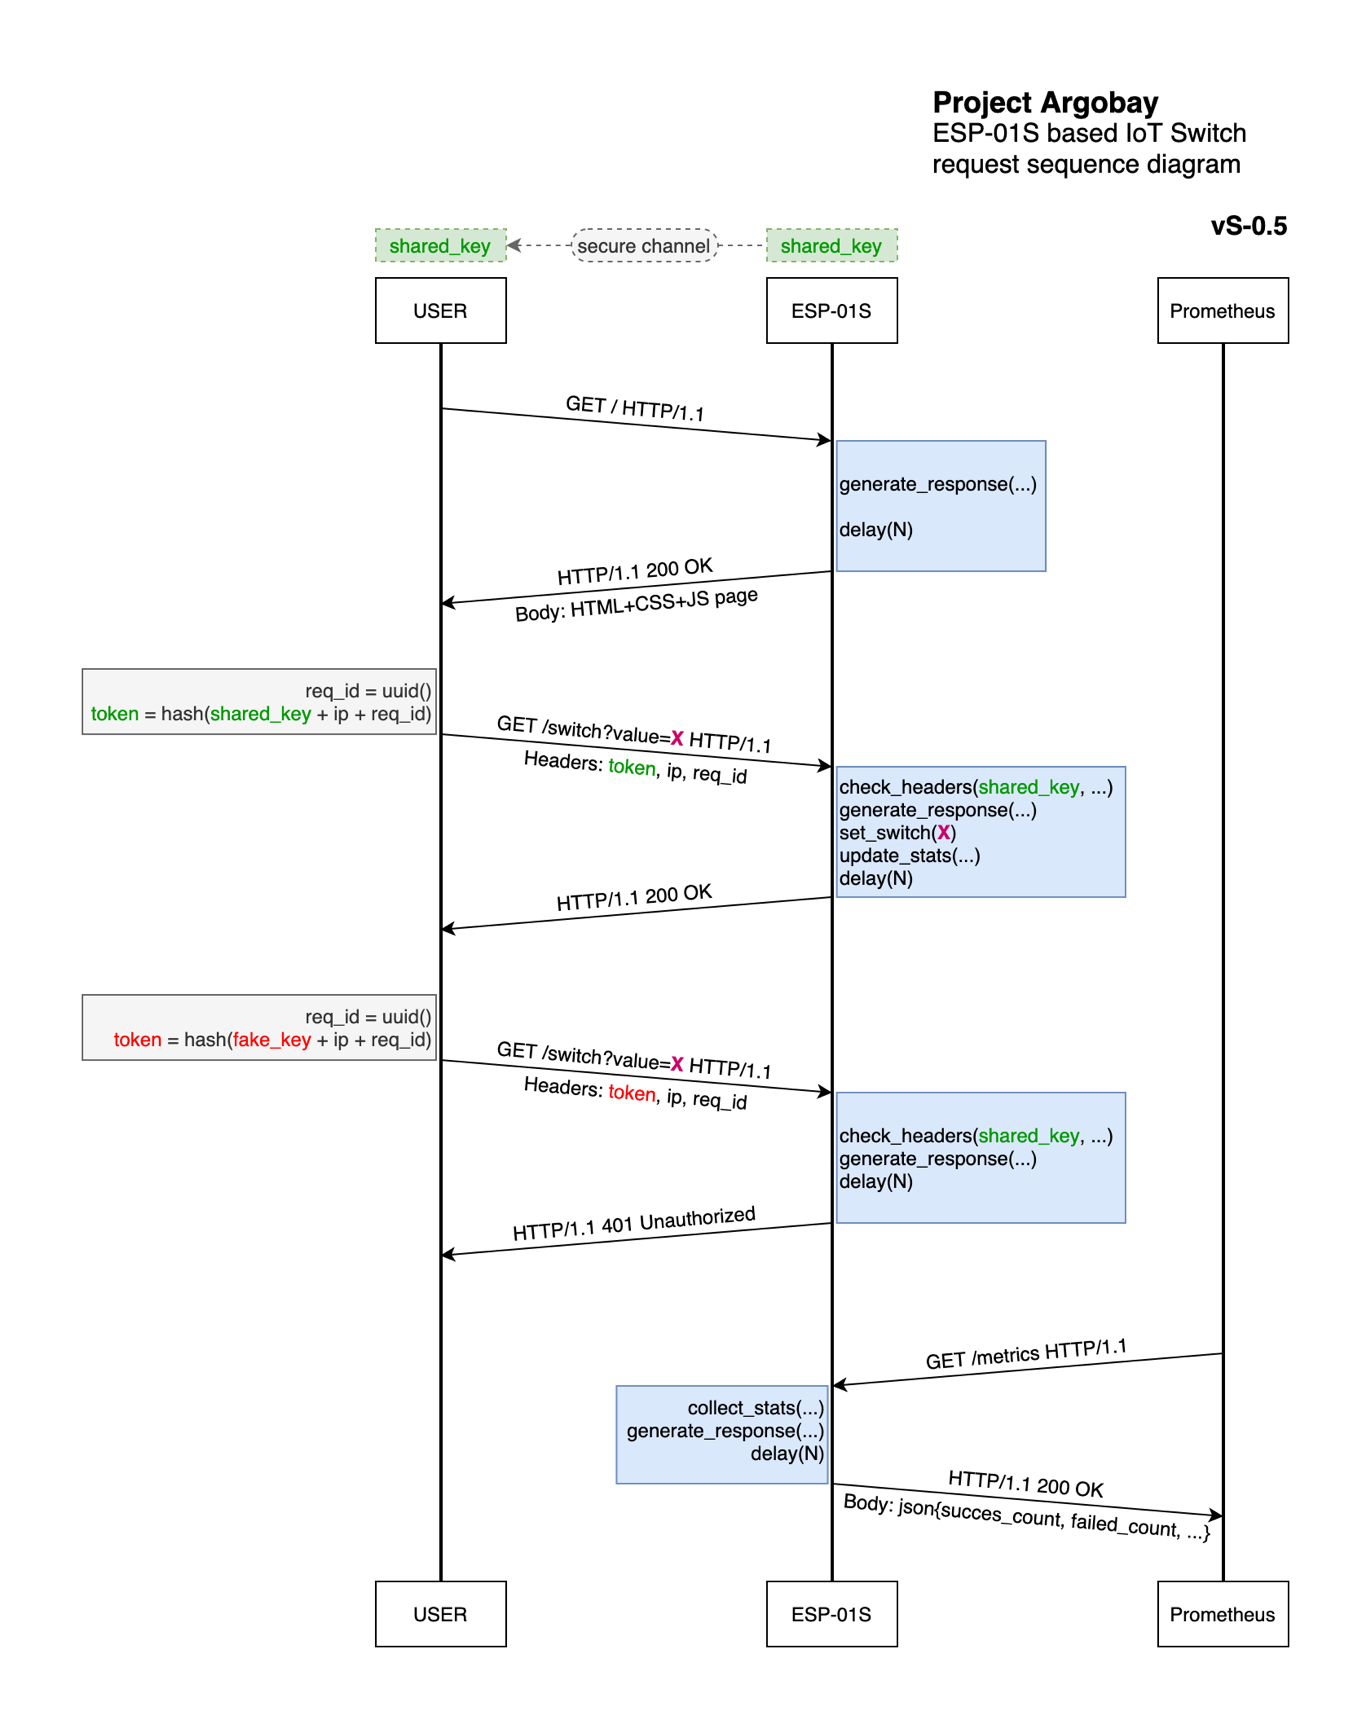 Project Argobay
ESP-01S based IoT Switch
request sequence diagram
vS-0.5
shared_key
secure channel
shared_key
USER
ESP-01S
Prometheus
GET / HTTP/1.1
generate_response(...)
delay(N)
HTTP/1.1 200 OK
Body: HTML+CSS+JS page
req_id = uuid()
token = hash(shared_key + ip + req_id)
GET /switch?value=X HTTP/1.1
Headers: token, ip, req_id
check_headers(shared_key, ...)
generate_response(...)
set_switch(X)
update_stats(...)
delay(N)
HTTP/1.1 200 OK
req_id = uuid()
token = hash(fake_key + ip + req_id)
GET /switch?value=X HTTP/1.1
Headers: token, ip, req_id
check_headers(shared_key, ...)
generate_response(...)
delay(N)
HTTP/1.1 401 Unauthorized
GET /metrics HTTP/1.1
collect_stats(...)
generate_response(...)
delay(N)
HTTP/1.1 200 OK
Body: json{succes_count, failed_count, ...}
USER
ESP-01S
Prometheus